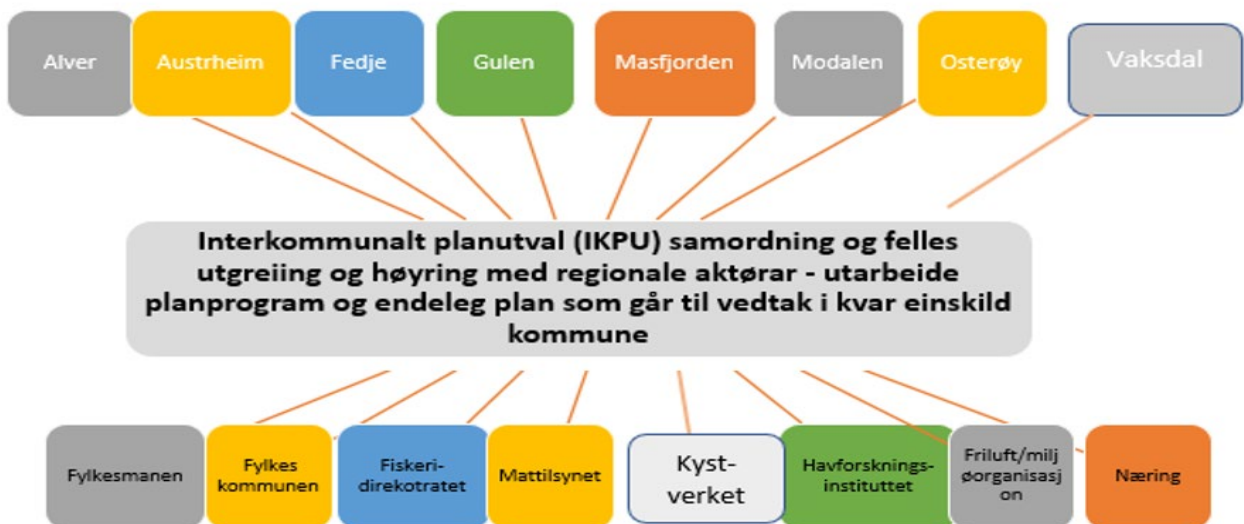 Alver
Austrheim
Fedje
Gulen
Masfjorden
Modalen
Osterøy
Vaksdal
Interkommunalt planutval (IKPU) samordning og felles
utgreiing og høyring med regionale aktørar - utarbeide
planprogram og endeleg plan som går til vedtak i kvar einskild
kommune
Fylkesmanen
Fylkes
kommunen
Fiskeri-
direkotratet
Mattilsynet
Kyst-
verket
Havforsknings-
instituttet
Friluft/milj
øorganisasj
on
Næring